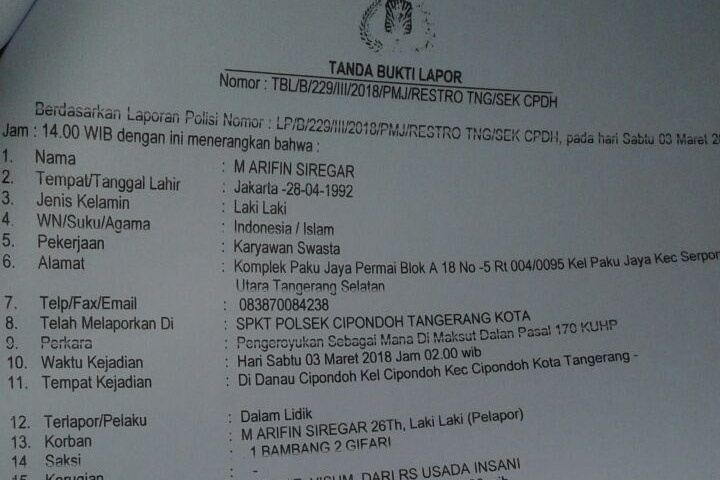 TANDA BUKTI LAPOR
Nomor : TBL/B/229/III/2018/PMJ/RESTRO TNG/SEK CPDH
Berdasarkan Laporan Polisi Nomor : LP/B/229/III/2018/PMJ/RESTRO TNG/SEK CPDH, pada hari Sabtu 03 Maret
Jam : 14.00 WIB dengan ini menerangkan bahwa :
1. Nama : M ARIFIN SIREGAR
2. Tempat/Tanggal Lahir : Jakarta -28-04-1992
3. Jenis Kelamin : Laki Laki
4. WN/Suku/Agama : Indonesia / Islam
5. Pekerjaan : Karyawan Swasta
6. Alamat : Komplek Paku Jaya Permai Blok A 18 No -5 Rt 004/0095 Kel Paku Jaya Kec Serpon
Utara Tangerang Selatan
7. Telp/Fax/Email : 083870084238
8. Telah Melaporkan Di : SPKT POLSEK CIPONDOH TANGERANG KOTA
9. Perkara : Pengeroyukan Sebagai Mana Di Maksut Dalan Pasal 170 KUHP
10. Waktu Kejadian : Hari Sabtu 03 Maret 2018 Jam 02.00 wib
11. Tempat Kejadian : Di Danau Cipondoh Kel Cipondoh Kec Cipondoh Kota Tangerang -
12. Terlapor/Pelaku : Dalam Lidik
13. Korban : M ARIFIN SIREGAR 26Th, Laki Laki (Pelapor)
14 Saksi : 1 BAMBANG 2 GIFARI
15. Kerugian : -
: VISUM DARI RS USADA INSANI